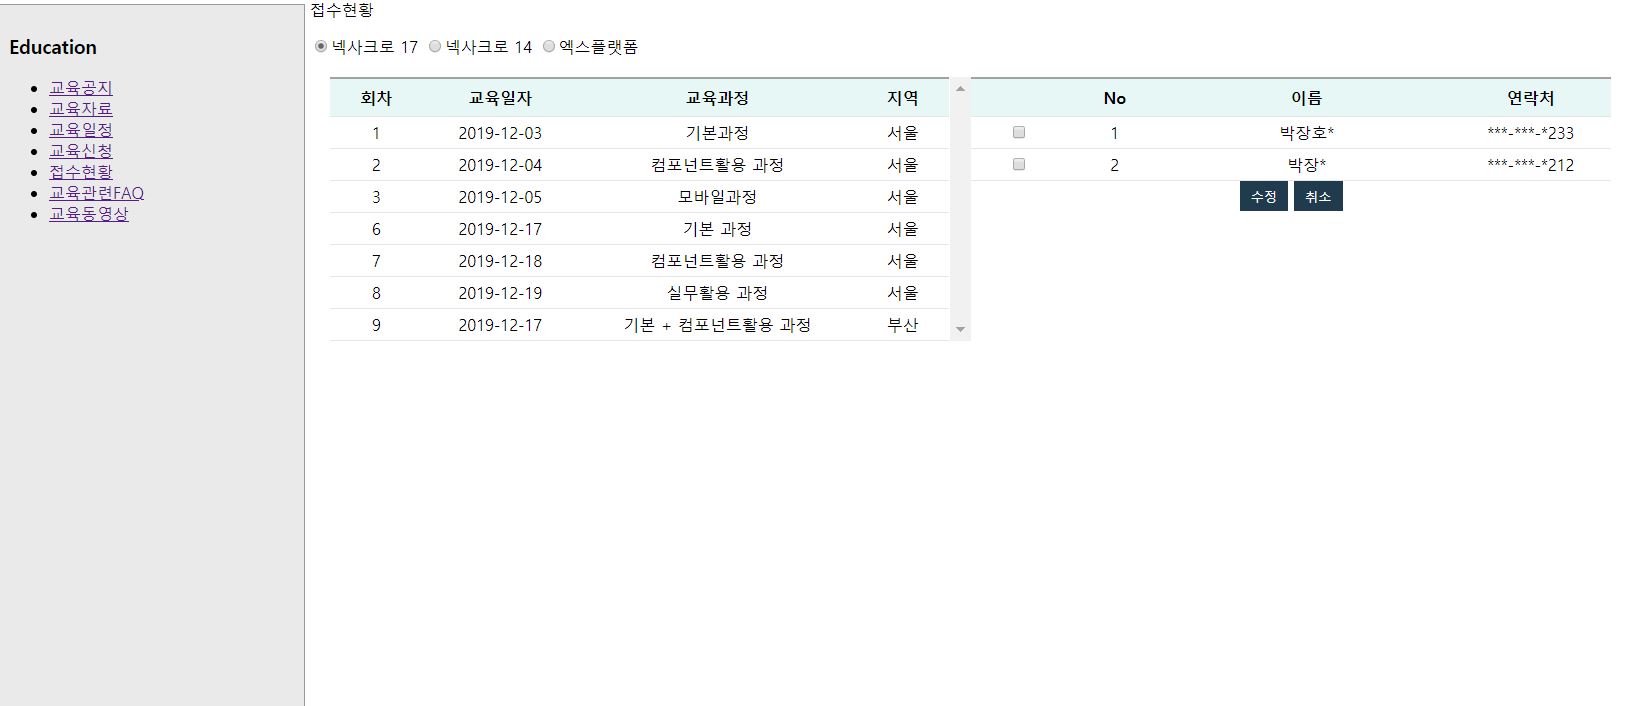 접수현황
Education
교육공지
교육자료
교육일정
교육신청
접수현황
교육관련FAQ
교육동영상
넥사크로 17 넥사크로 14 엑스플랫폼
회차 교육일자 교육과정 지역
1 2019-12-03 기본과정 서울
2 2019-12-04 컴포넌트활용 과정 서울
3 2019-12-05 모바일과정 서울
6 2019-12-17 기본 과정 서울
7 2019-12-18 컴포넌트활용 과정 서울
8 2019-12-19 실무활용 과정 서울
9 2019-12-17 기본 + 컴포넌트활용 과정 부산
No 이름 연락처
1 박장호* ***-***-*233
2 박장* ***-***-*212
수정 취소